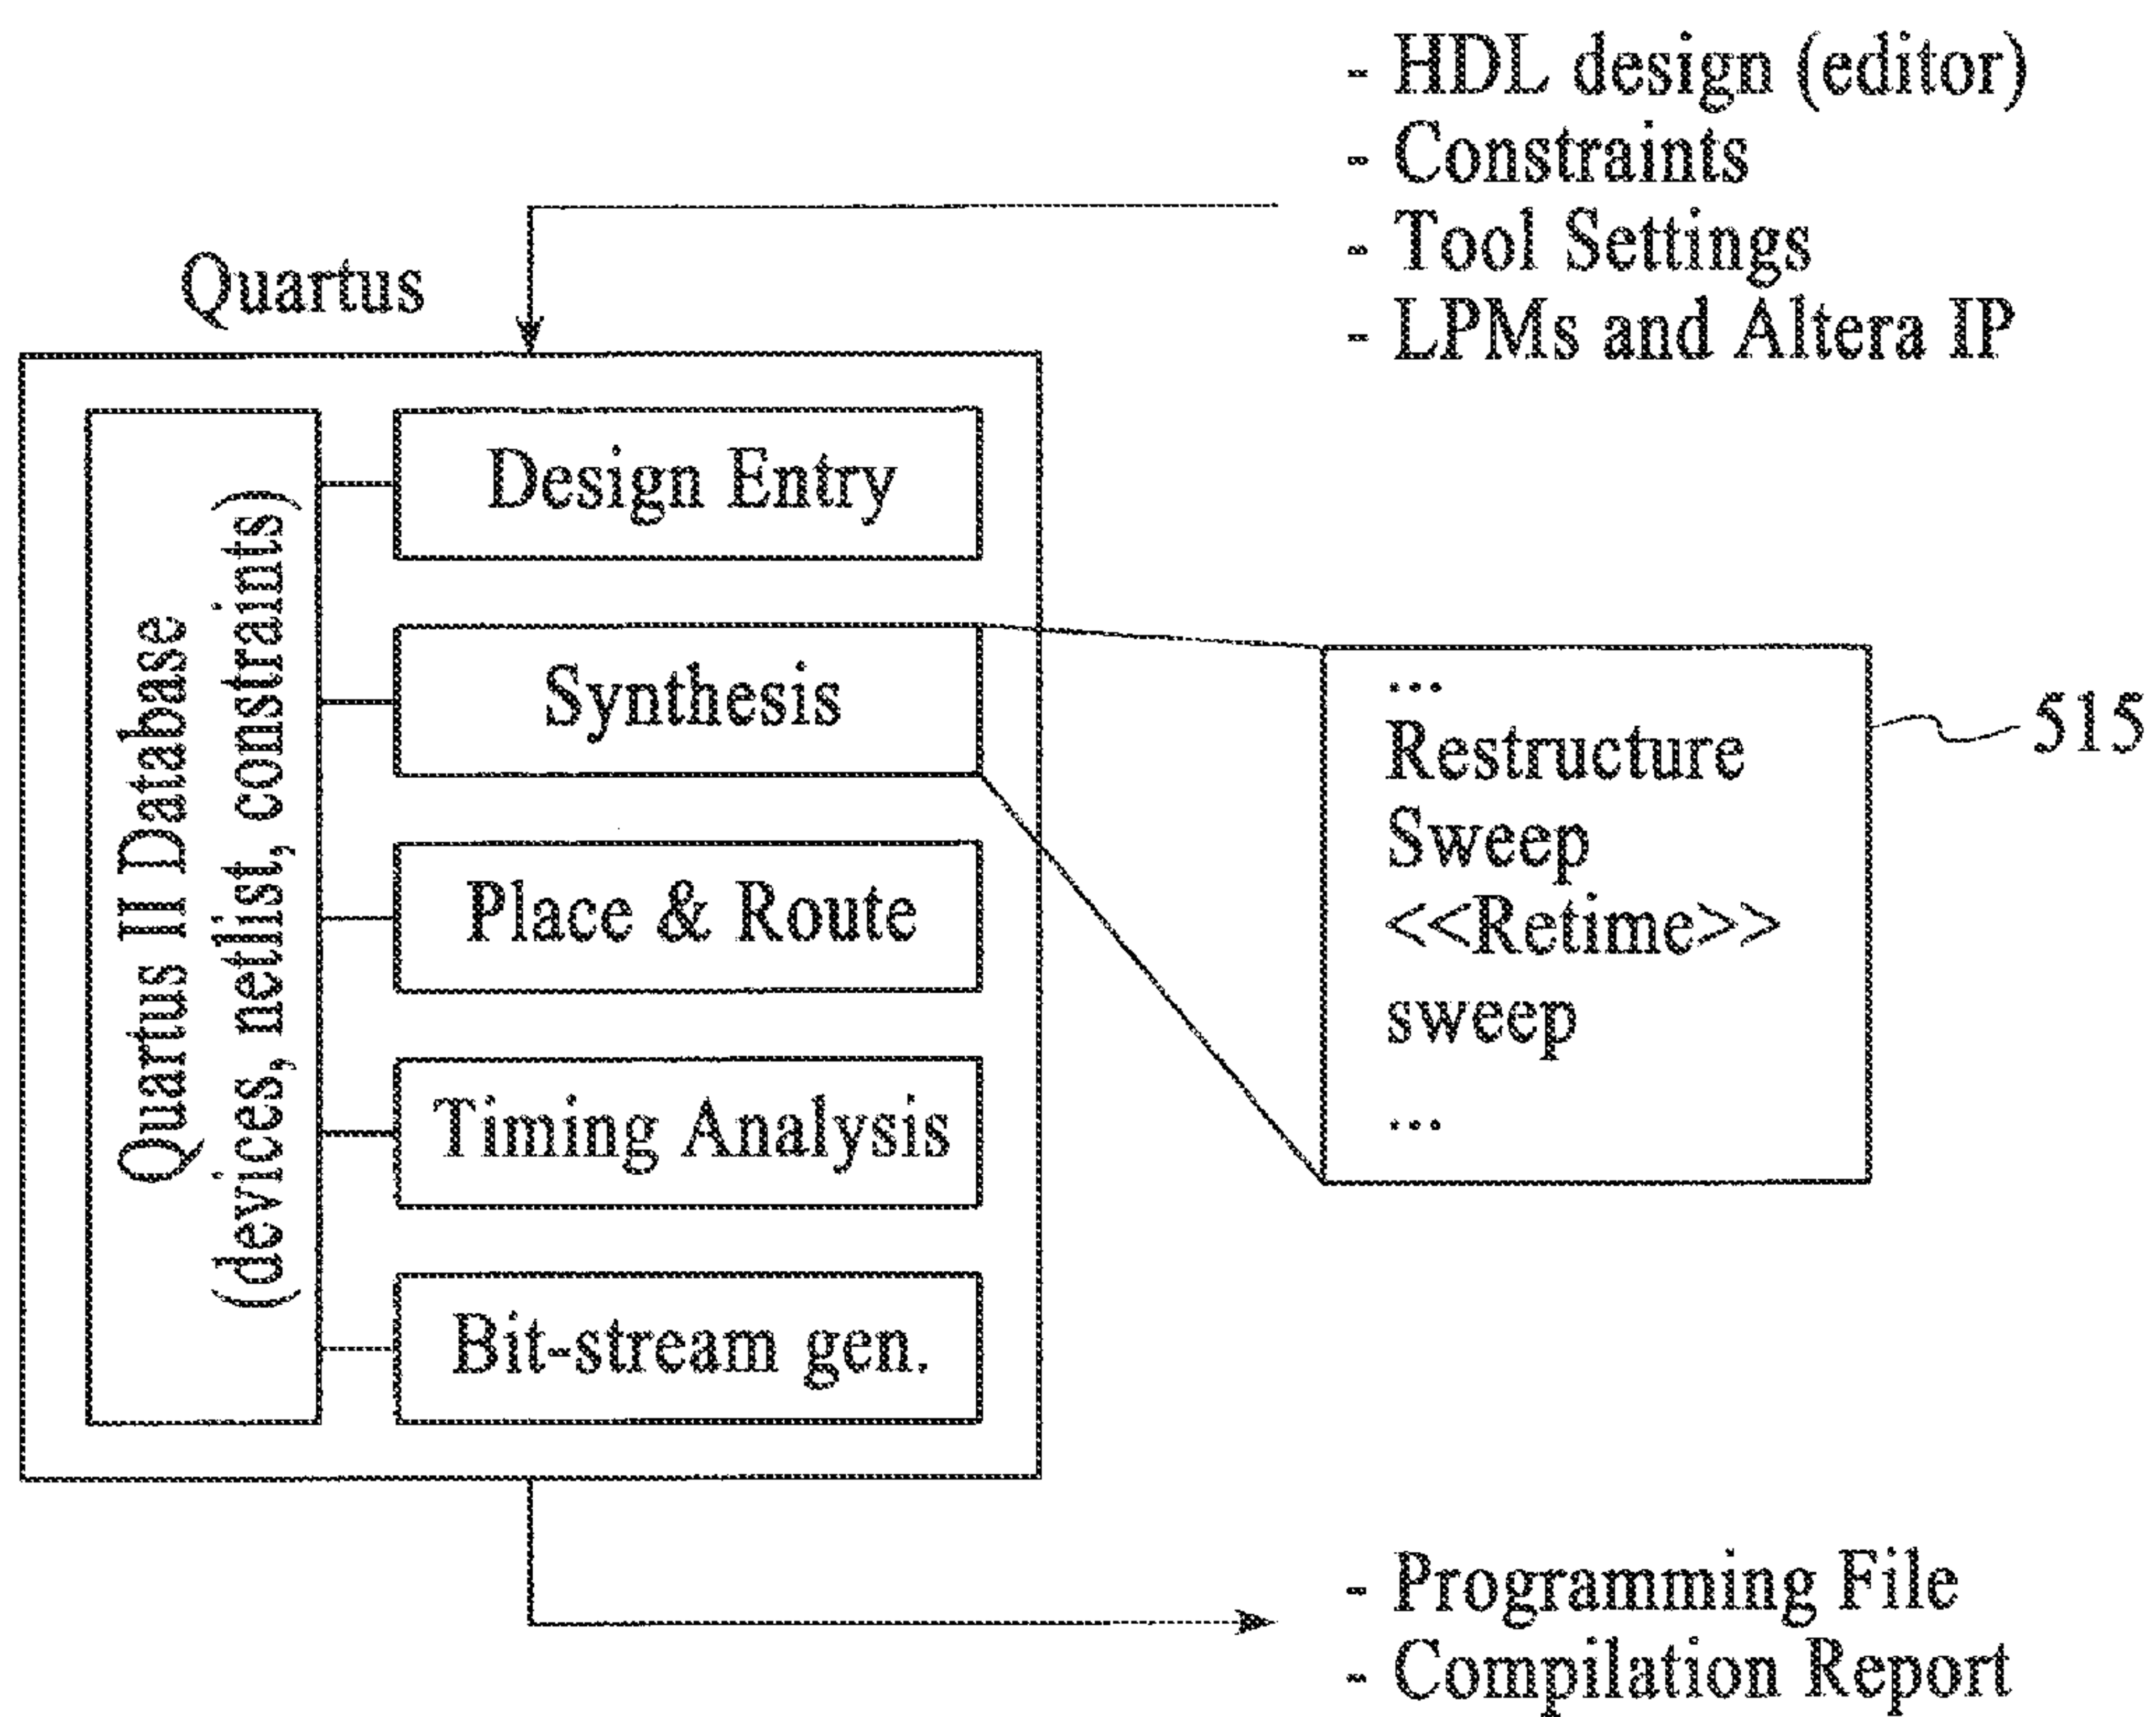 - HDL design (editor)
- Constraints
- Tool Settings
- LPMs and Altera IP
Quartus
Quartus II Database
(devices, netlist, constraints)
Design Entry
Synthesis
Place & Route
Timing Analysis
Bit-stream gen.
...
Restructure
Sweep
<<Retime>>
sweep
...
515
- Programming File
- Compilation Report